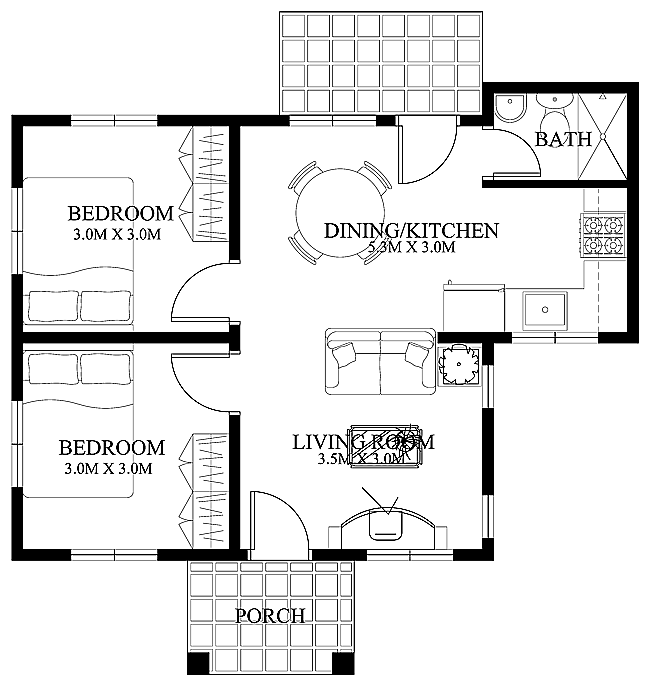 BATH
BEDROOM
3.0M X 3.0M
DINING/KITCHEN
5.3M X 3.0M
BEDROOM
3.0M X 3.0M
LIVING ROOM
3.5M X 3.0M
PORCH